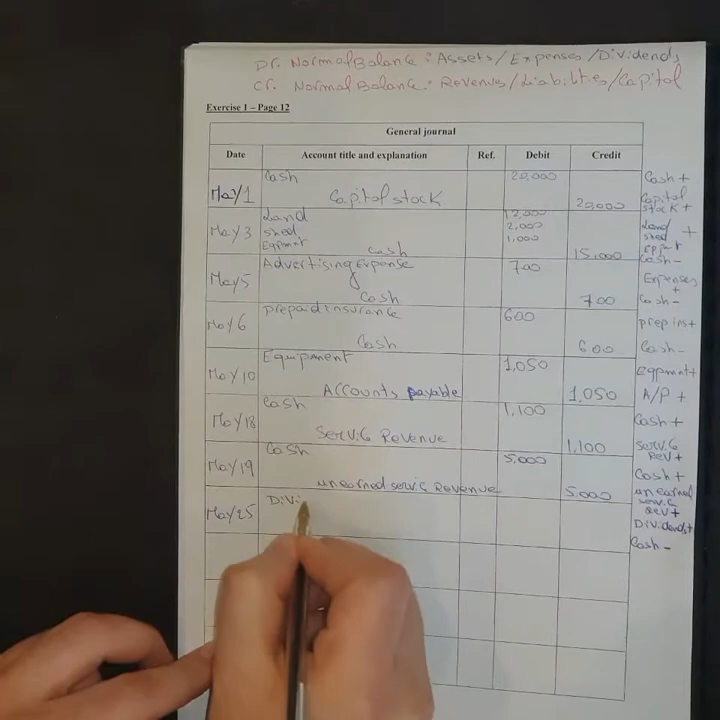 Dr. Normal Balance: Assets/Expenses/Dividends
Cr. Normal Balance: Revenues/Liabilities/Capital
Exercise 1 – Page 12
General journal
Date Account title and explanation Ref. Debit Credit
May 1 Cash 20,000 Cash +
Capital stock 20,000 Capital stock +
May 3 Land 12,000 Land +
Shed 2,000 Shed
Eqpment 1,000 Eqpmt
Cash 15,000 Cash -
May 5 Advertising Expense 700 Expenses +
Cash 700 Cash -
May 6 prepaid insurance 600 prep ins +
Cash 600 Cash -
May 10 Equipment 1,050 Eqpment +
Accounts payable 1,050 A/P +
May 18 Cash 1,100 Cash +
Service Revenue 1,100 Service Rev +
May 19 Cash 5,000 Cash +
unearned service Revenue 5,000 unearned service Rev +
May 25 Divi Dividends +
Cash -